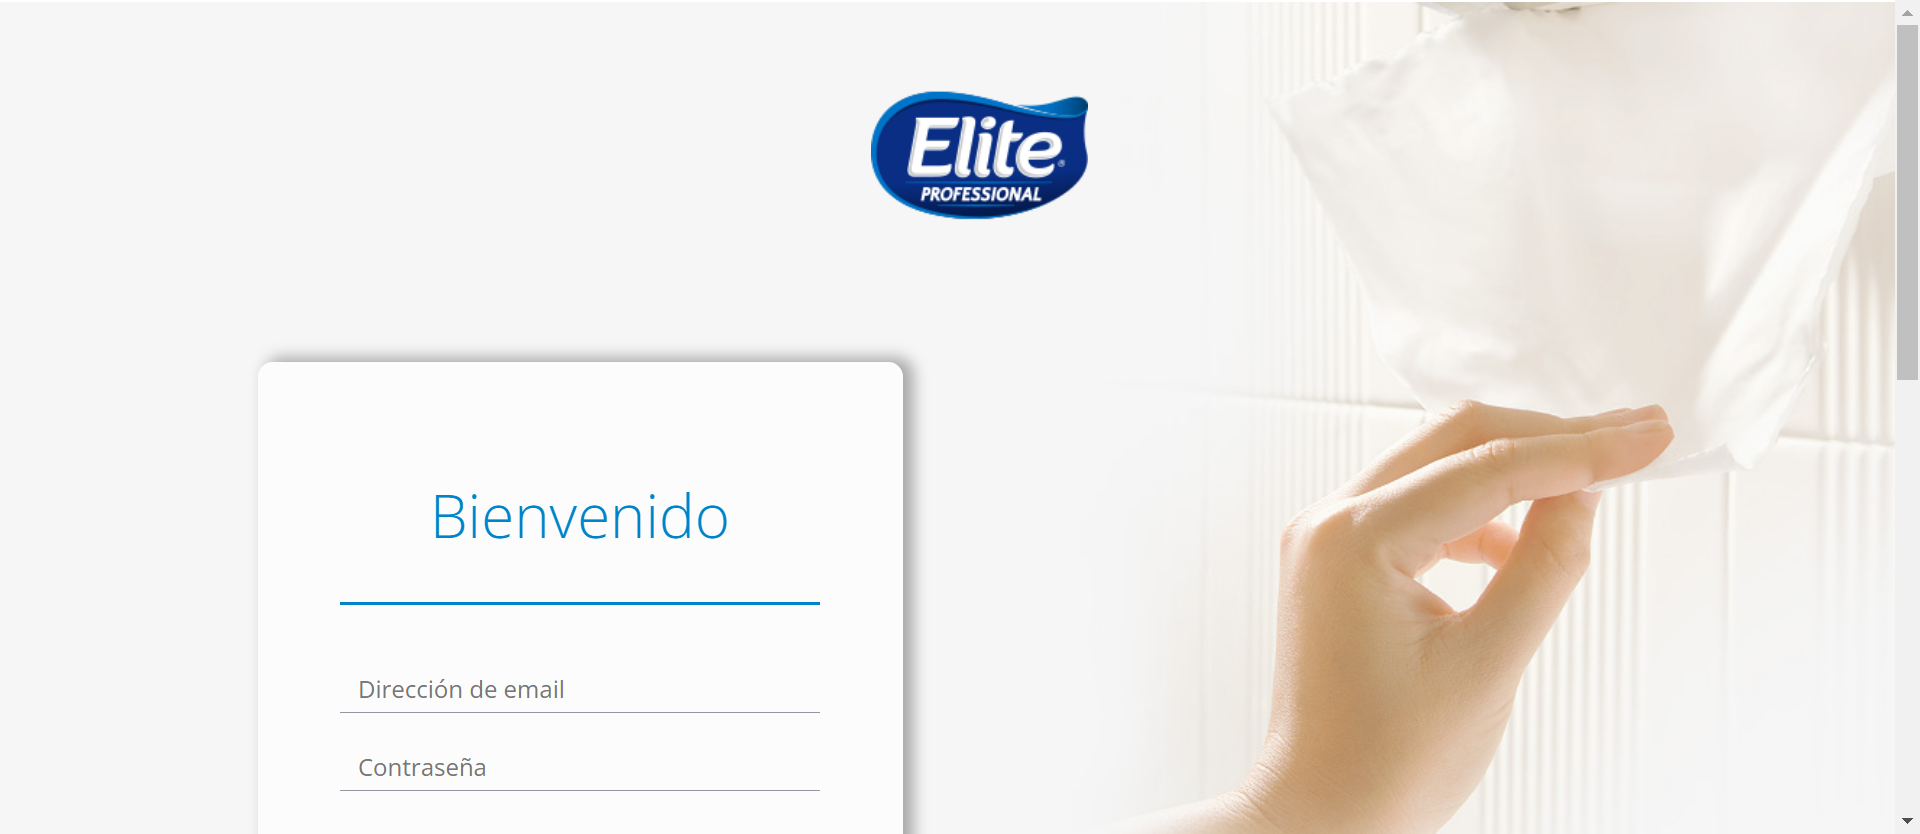 Elite
PROFESSIONAL
Bienvenido
Dirección de email
Contraseña